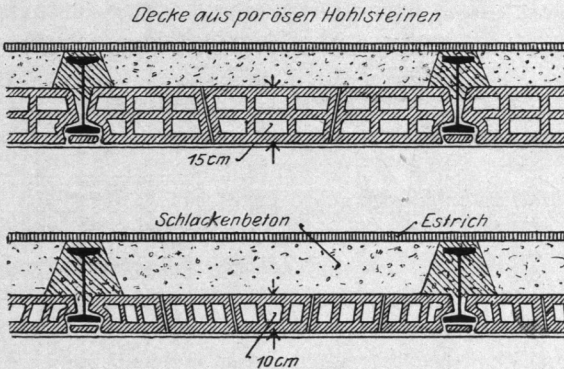 Decke aus porösen Hohlsteinen
15cm
Schlackenbeton
Estrich
10cm